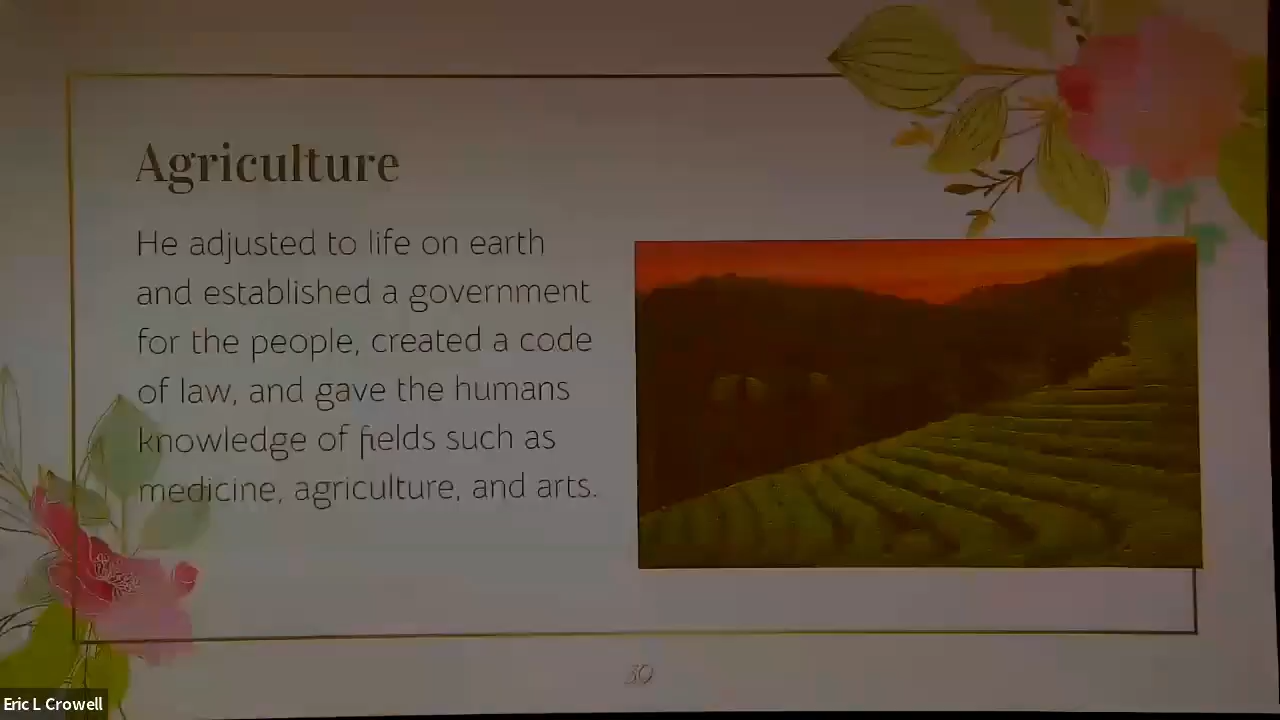 Agriculture
He adjusted to life on earth
and established a government
for the people, created a code
of law, and gave the humans
knowledge of fields such as
medicine, agriculture, and arts.
30
Eric L Crowell